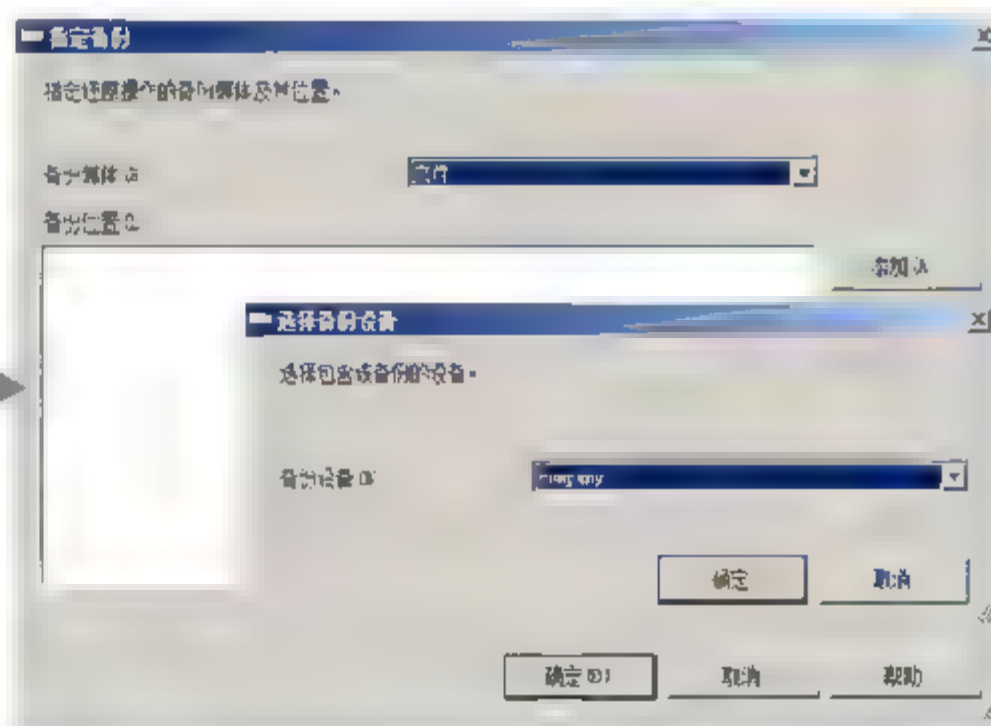 指定备份
指定还原操作的备份媒体及其位置。
备份媒体
文件
备份位置
添加(A)
选择备份设备
选择包含或备份的设备。
备份设备
确定
取消
确定(O)
取消
帮助